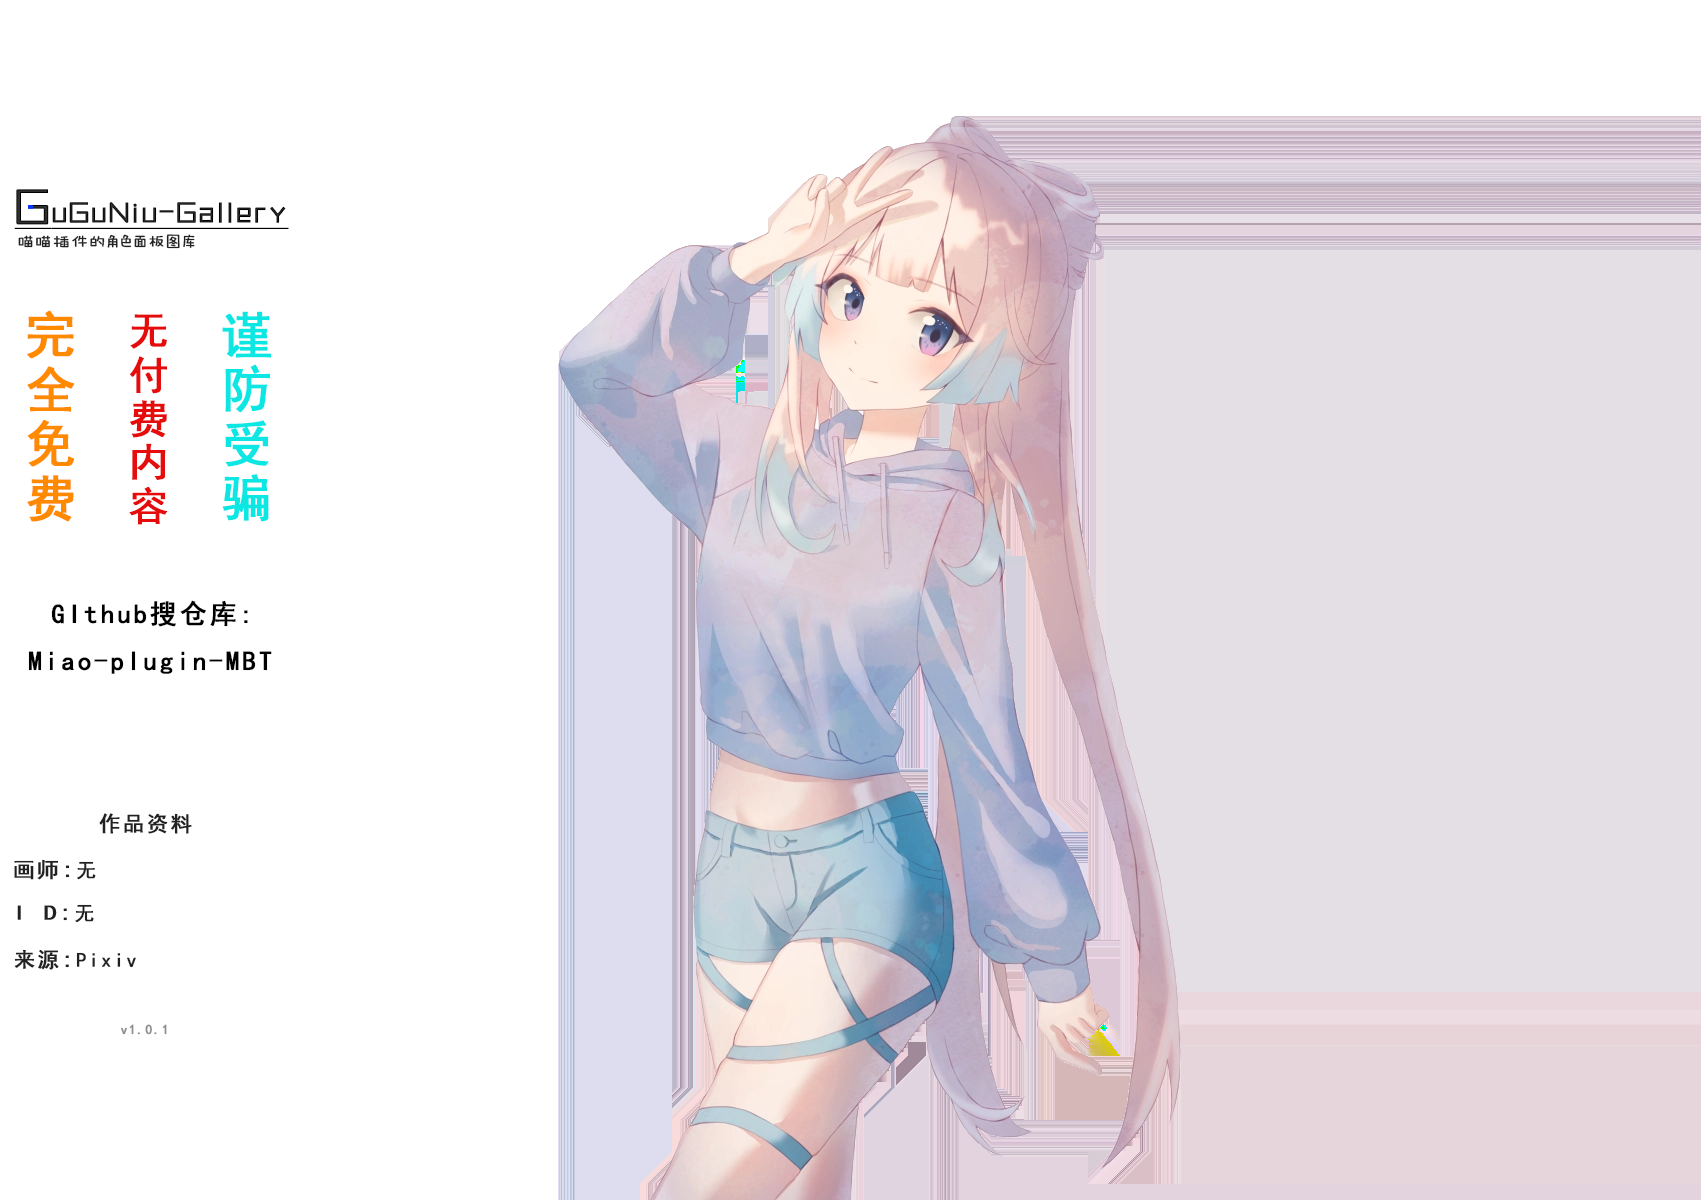 GuGuNiu-Gallery
喵喵插件的角色面板图库
完全免费
无付费内容
谨防受骗
GIthub搜仓库:
Miao-plugin-MBT
作品资料
画师:无
I D:无
来源:Pixiv
v1.0.1